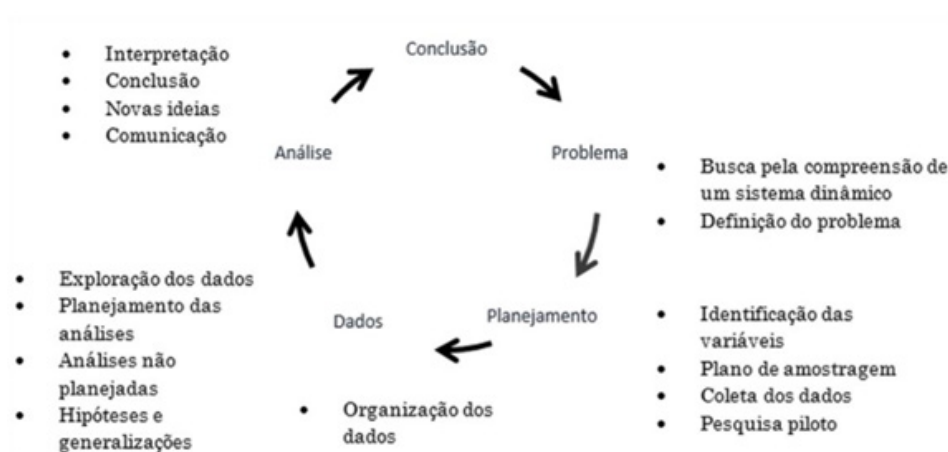 Conclusão
• Interpretação
• Conclusão
• Novas ideias
• Comunicação
Análise
Problema
• Busca pela compreensão de
um sistema dinâmico
• Definição do problema
• Exploração dos dados
• Planejamento das
análises
• Análises não
planejadas
• Hipóteses e
generalizações
Dados
• Organização dos
dados
Planejamento
• Identificação das
variáveis
• Plano de amostragem
• Coleta dos dados
• Pesquisa piloto